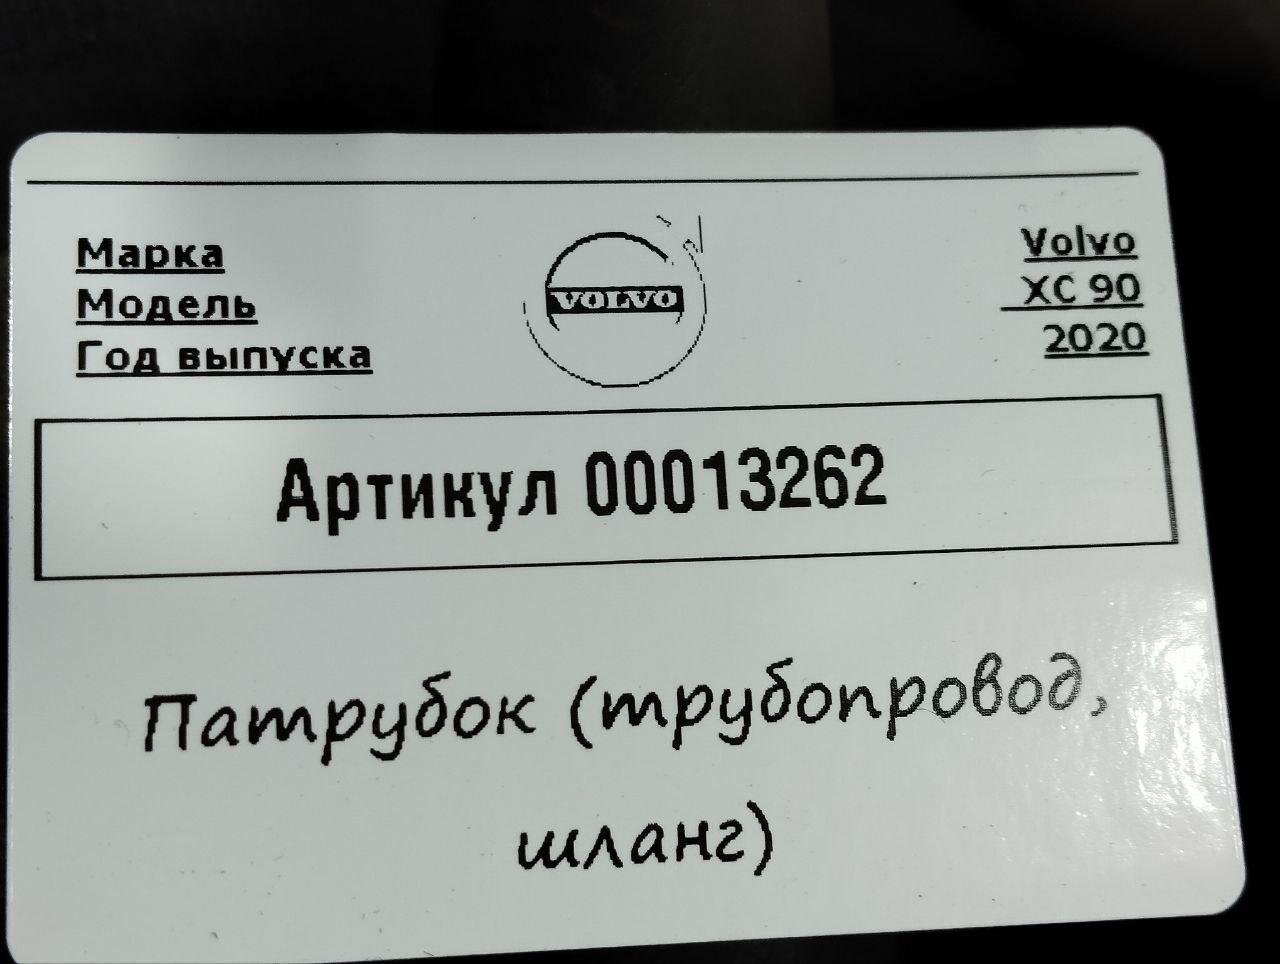 Марка
Модель
Год выпуска
VOLVO
Volvo
XC 90
2020
Артикул 00013262
Патрубок (трубопровод,
шланг)